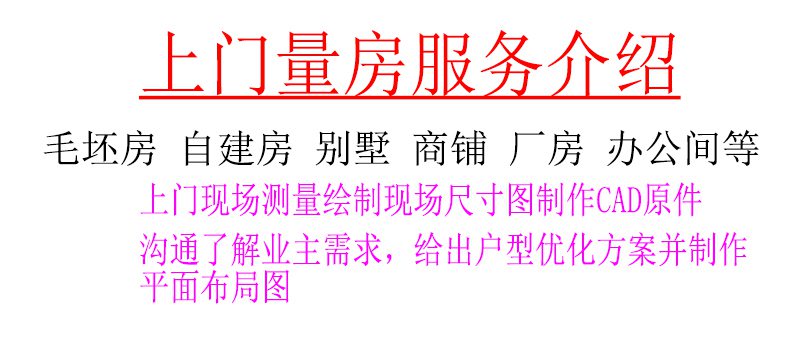 上门量房服务介绍
毛坯房 自建房 别墅 商铺 厂房 办公间等
上门现场测量绘制现场尺寸图制作CAD原件
沟通了解业主需求，给出户型优化方案并制作
平面布局图